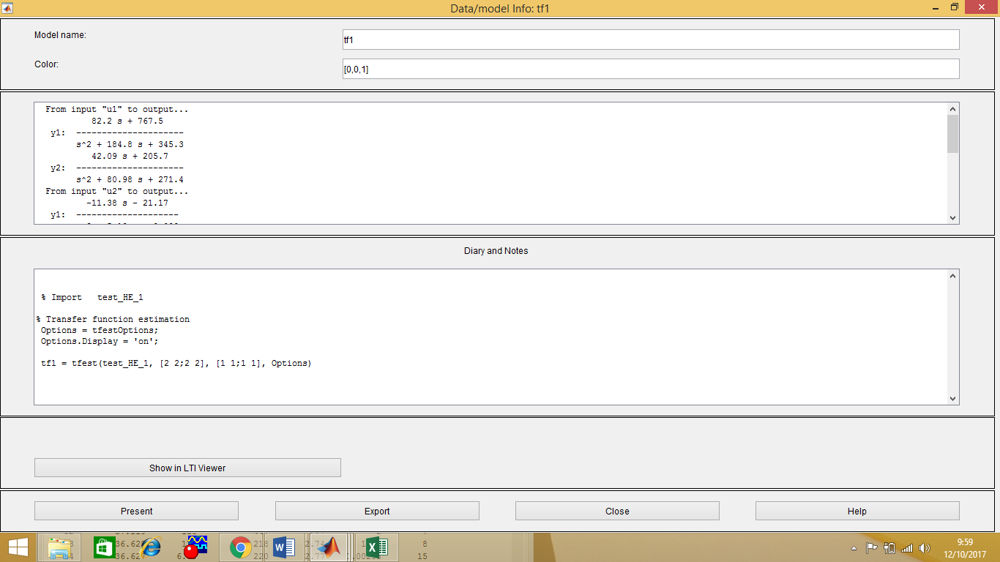 Data/model Info: tf1
Model name:
tf1
Color:
[0,0,1]
From input "u1" to output...
82.2 s + 767.5
y1: ---------------------
s^2 + 184.8 s + 345.3
42.09 s + 205.7
y2: ---------------------
s^2 + 80.98 s + 271.4
From input "u2" to output...
-11.38 s - 21.17
y1: --------------------
Diary and Notes
% Import test_HE_1
% Transfer function estimation
Options = tfestOptions;
Options.Display = 'on';
tf1 = tfest(test_HE_1, [2 2;2 2], [1 1;1 1], Options)
Show in LTI Viewer
Present
Export
Close
Help
218
8
220
15
9:59
12/10/2017